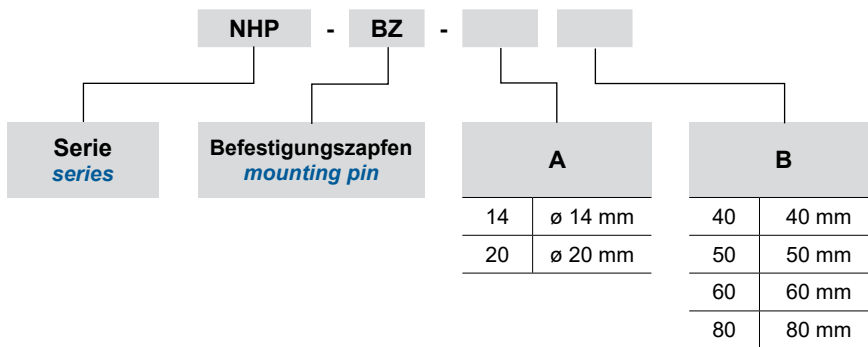 NHP - BZ -
Serie
series
Befestigungszapfen
mounting pin
A
B
14 ø 14 mm
20 ø 20 mm
40 40 mm
50 50 mm
60 60 mm
80 80 mm